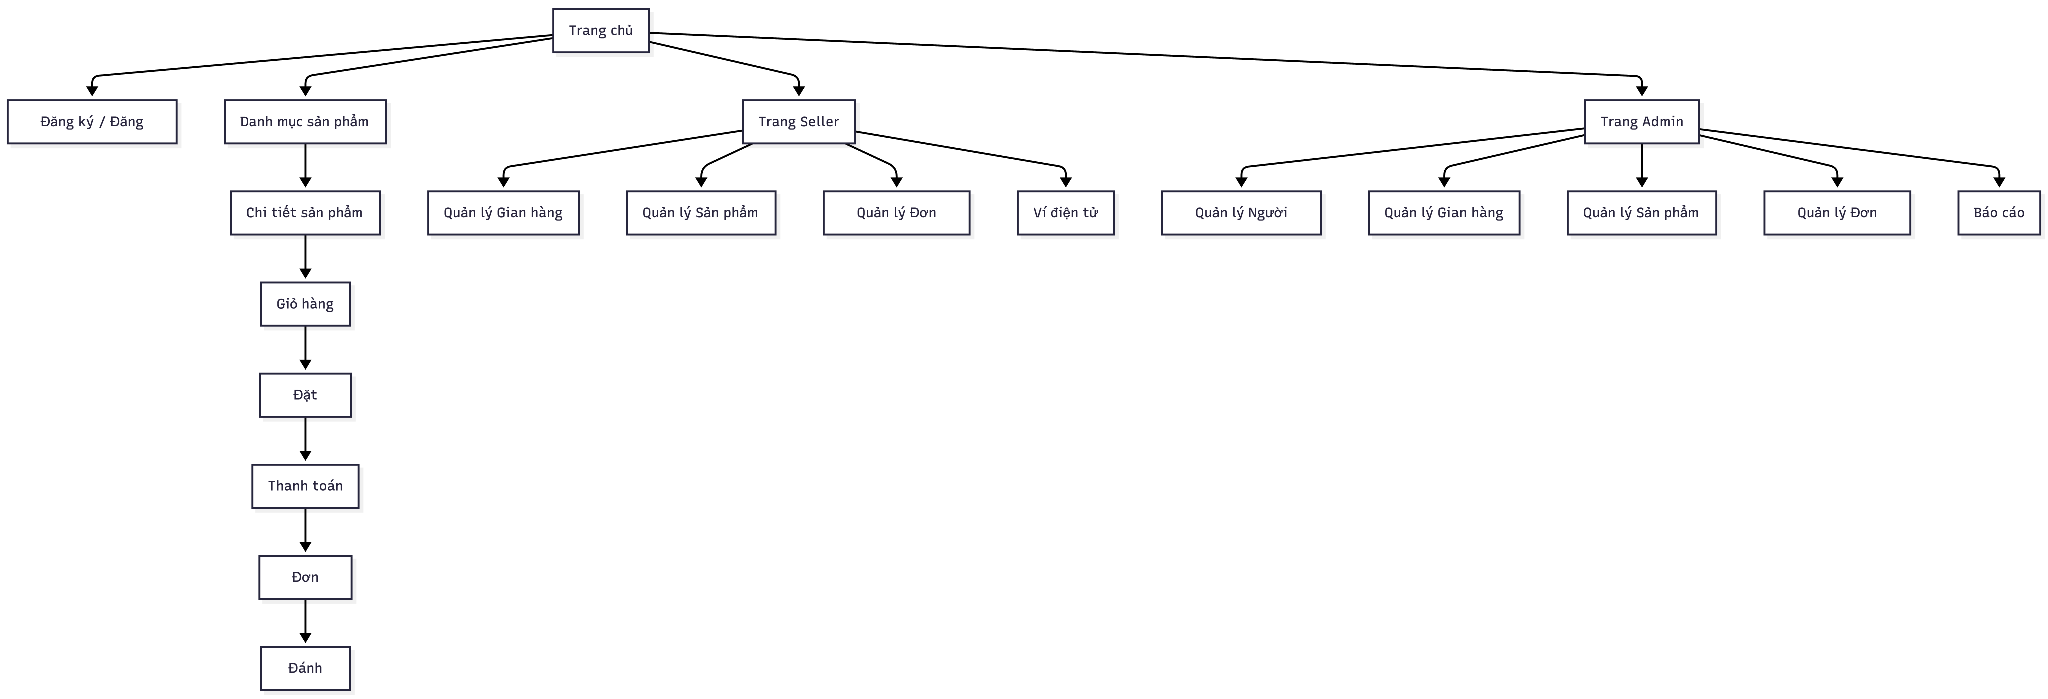 Trang chủ
Đăng ký / Đăng
Danh mục sản phẩm
Trang Seller
Trang Admin
Chi tiết sản phẩm
Quản lý Gian hàng
Quản lý Sản phẩm
Quản lý Đơn
Ví điện tử
Quản lý Người
Quản lý Gian hàng
Quản lý Sản phẩm
Quản lý Đơn
Báo cáo
Giỏ hàng
Đặt
Thanh toán
Đơn
Đánh